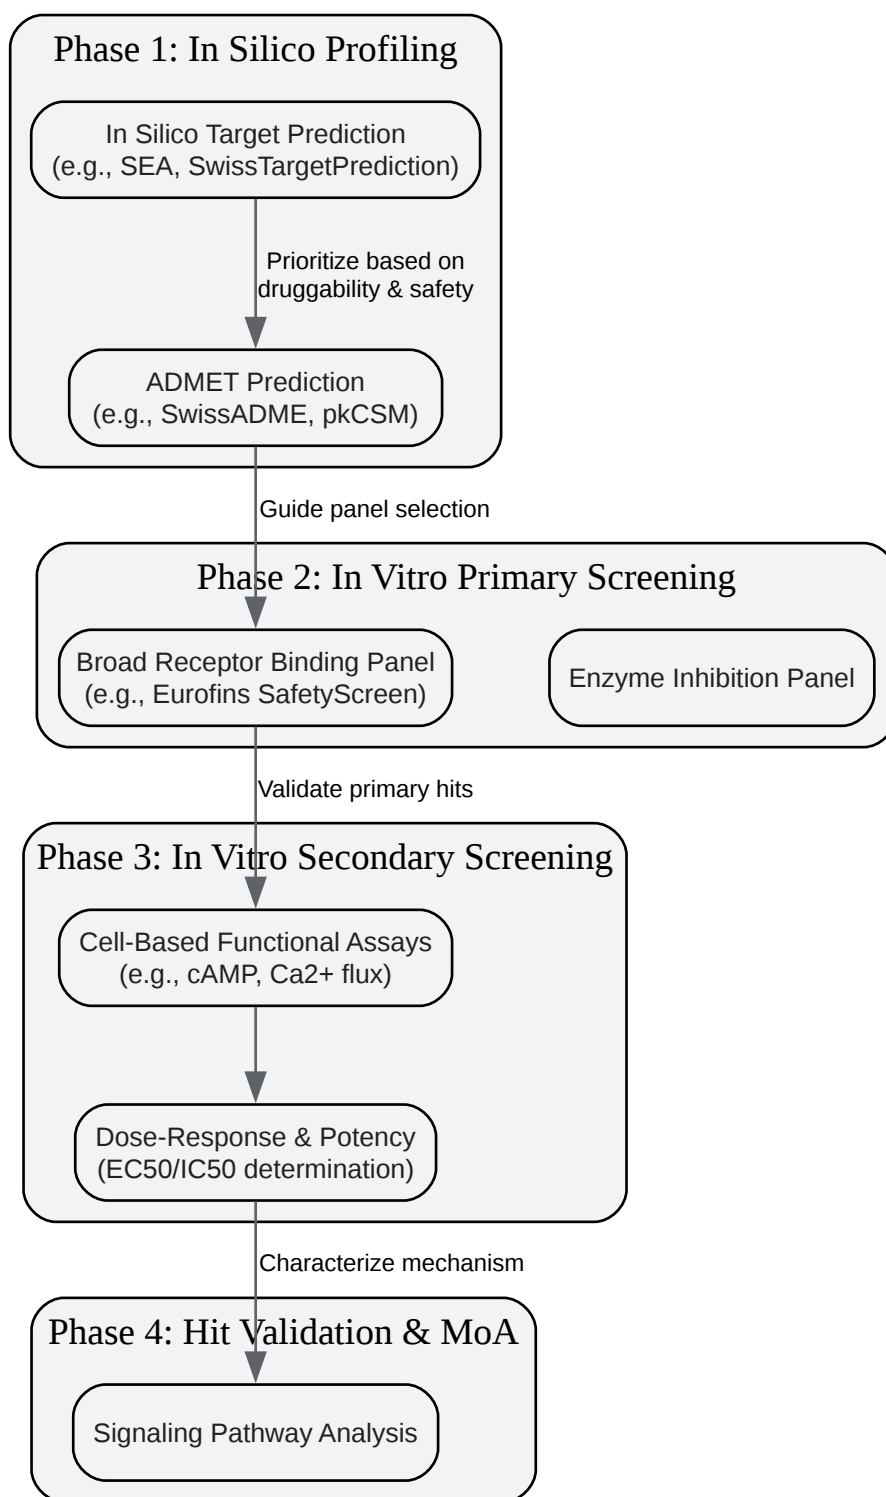 Phase 1: In Silico Profiling
In Silico Target Prediction
(e.g., SEA, SwissTargetPrediction)
Prioritize based on
druggability & safety
ADMET Prediction
(e.g., SwissADME, pkCSM)
Guide panel selection
Phase 2: In Vitro Primary Screening
Broad Receptor Binding Panel
(e.g., Eurofins SafetyScreen)
Enzyme Inhibition Panel
Validate primary hits
Phase 3: In Vitro Secondary Screening
Cell-Based Functional Assays
(e.g., cAMP, Ca2+ flux)
Dose-Response & Potency
(EC50/IC50 determination)
Characterize mechanism
Phase 4: Hit Validation & MoA
Signaling Pathway Analysis